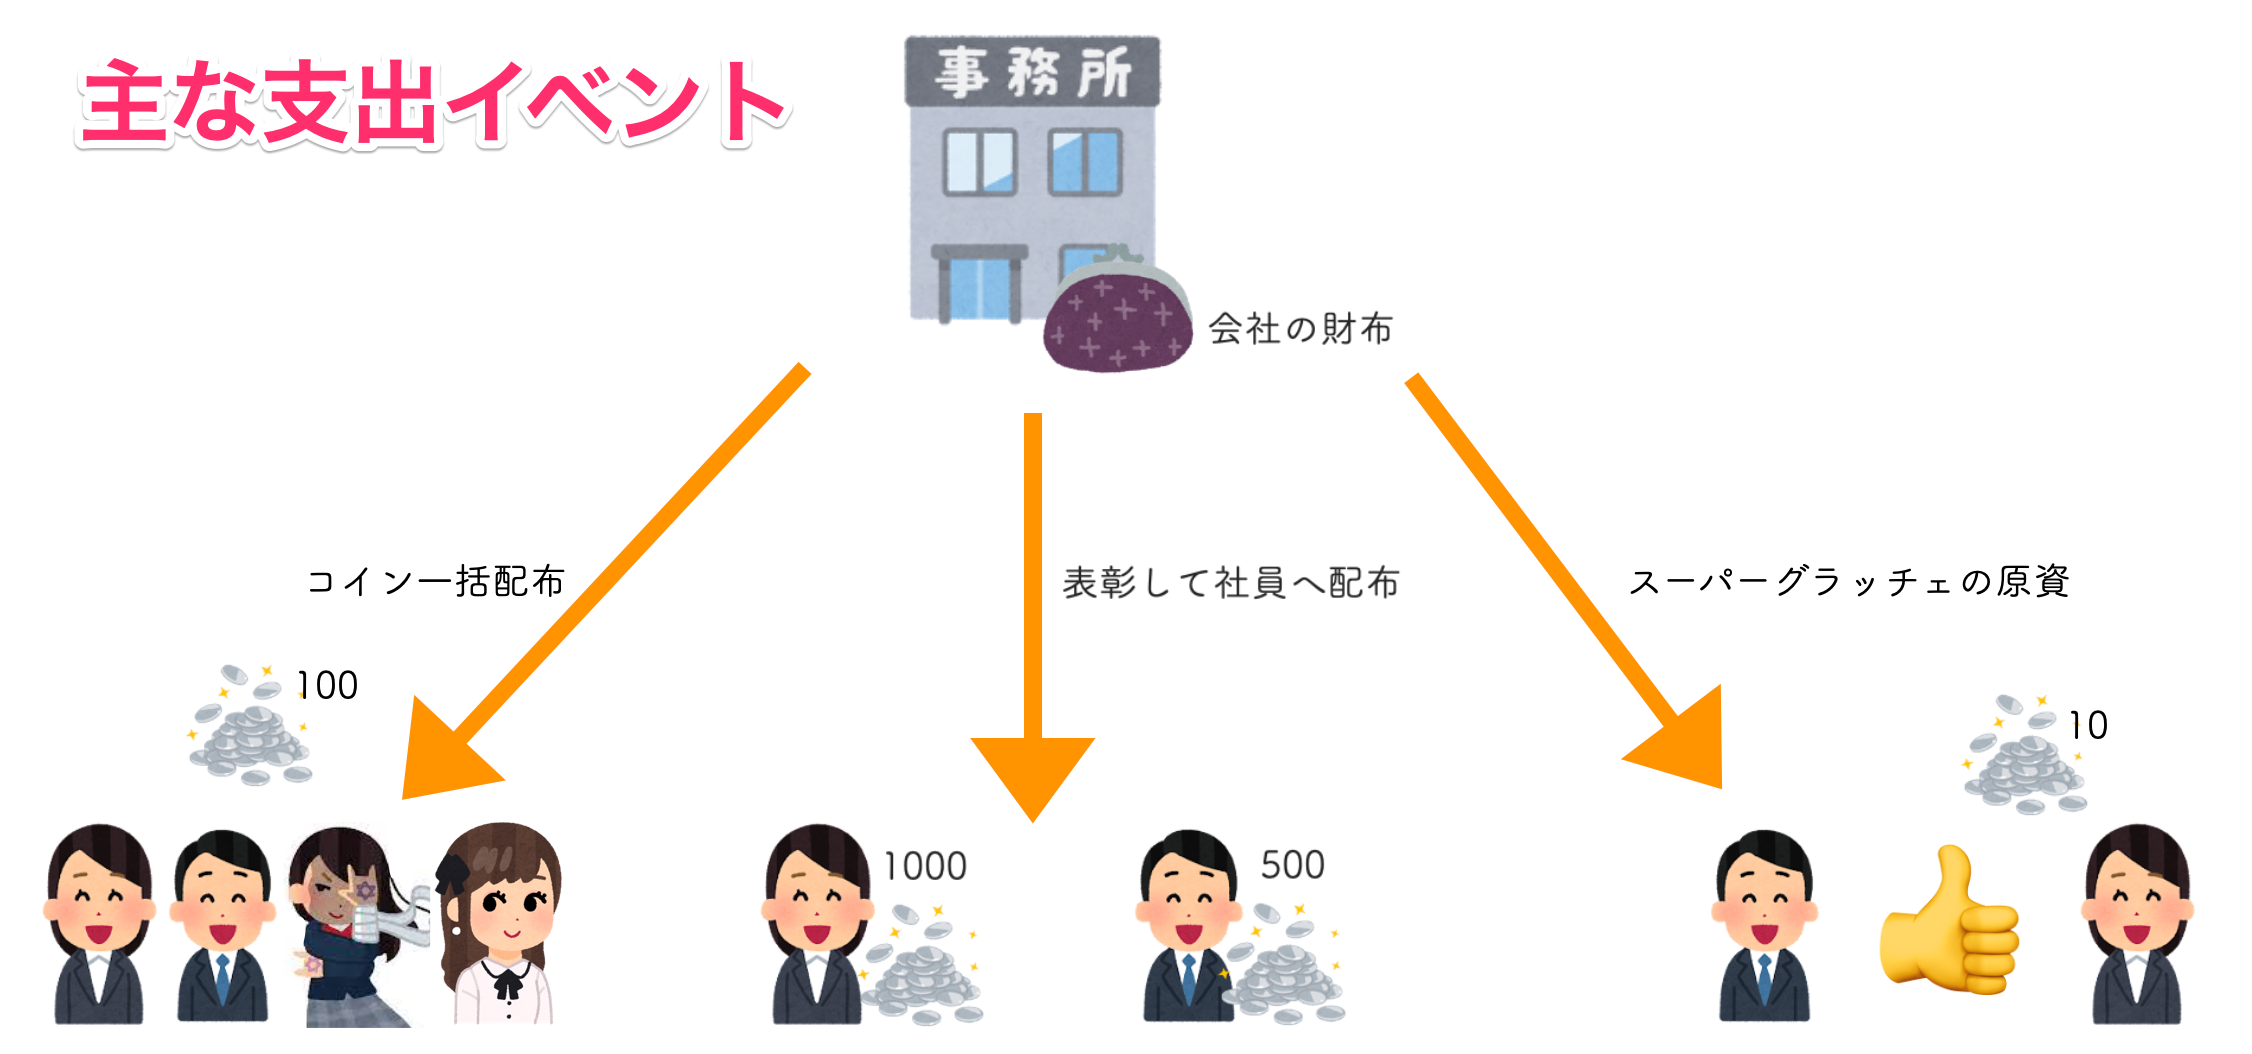 主な支出イベント
事務所
会社の財布
コイン一括配布
表彰して社員へ配布
スーパーグラッチェの原資
100
10
1000
500